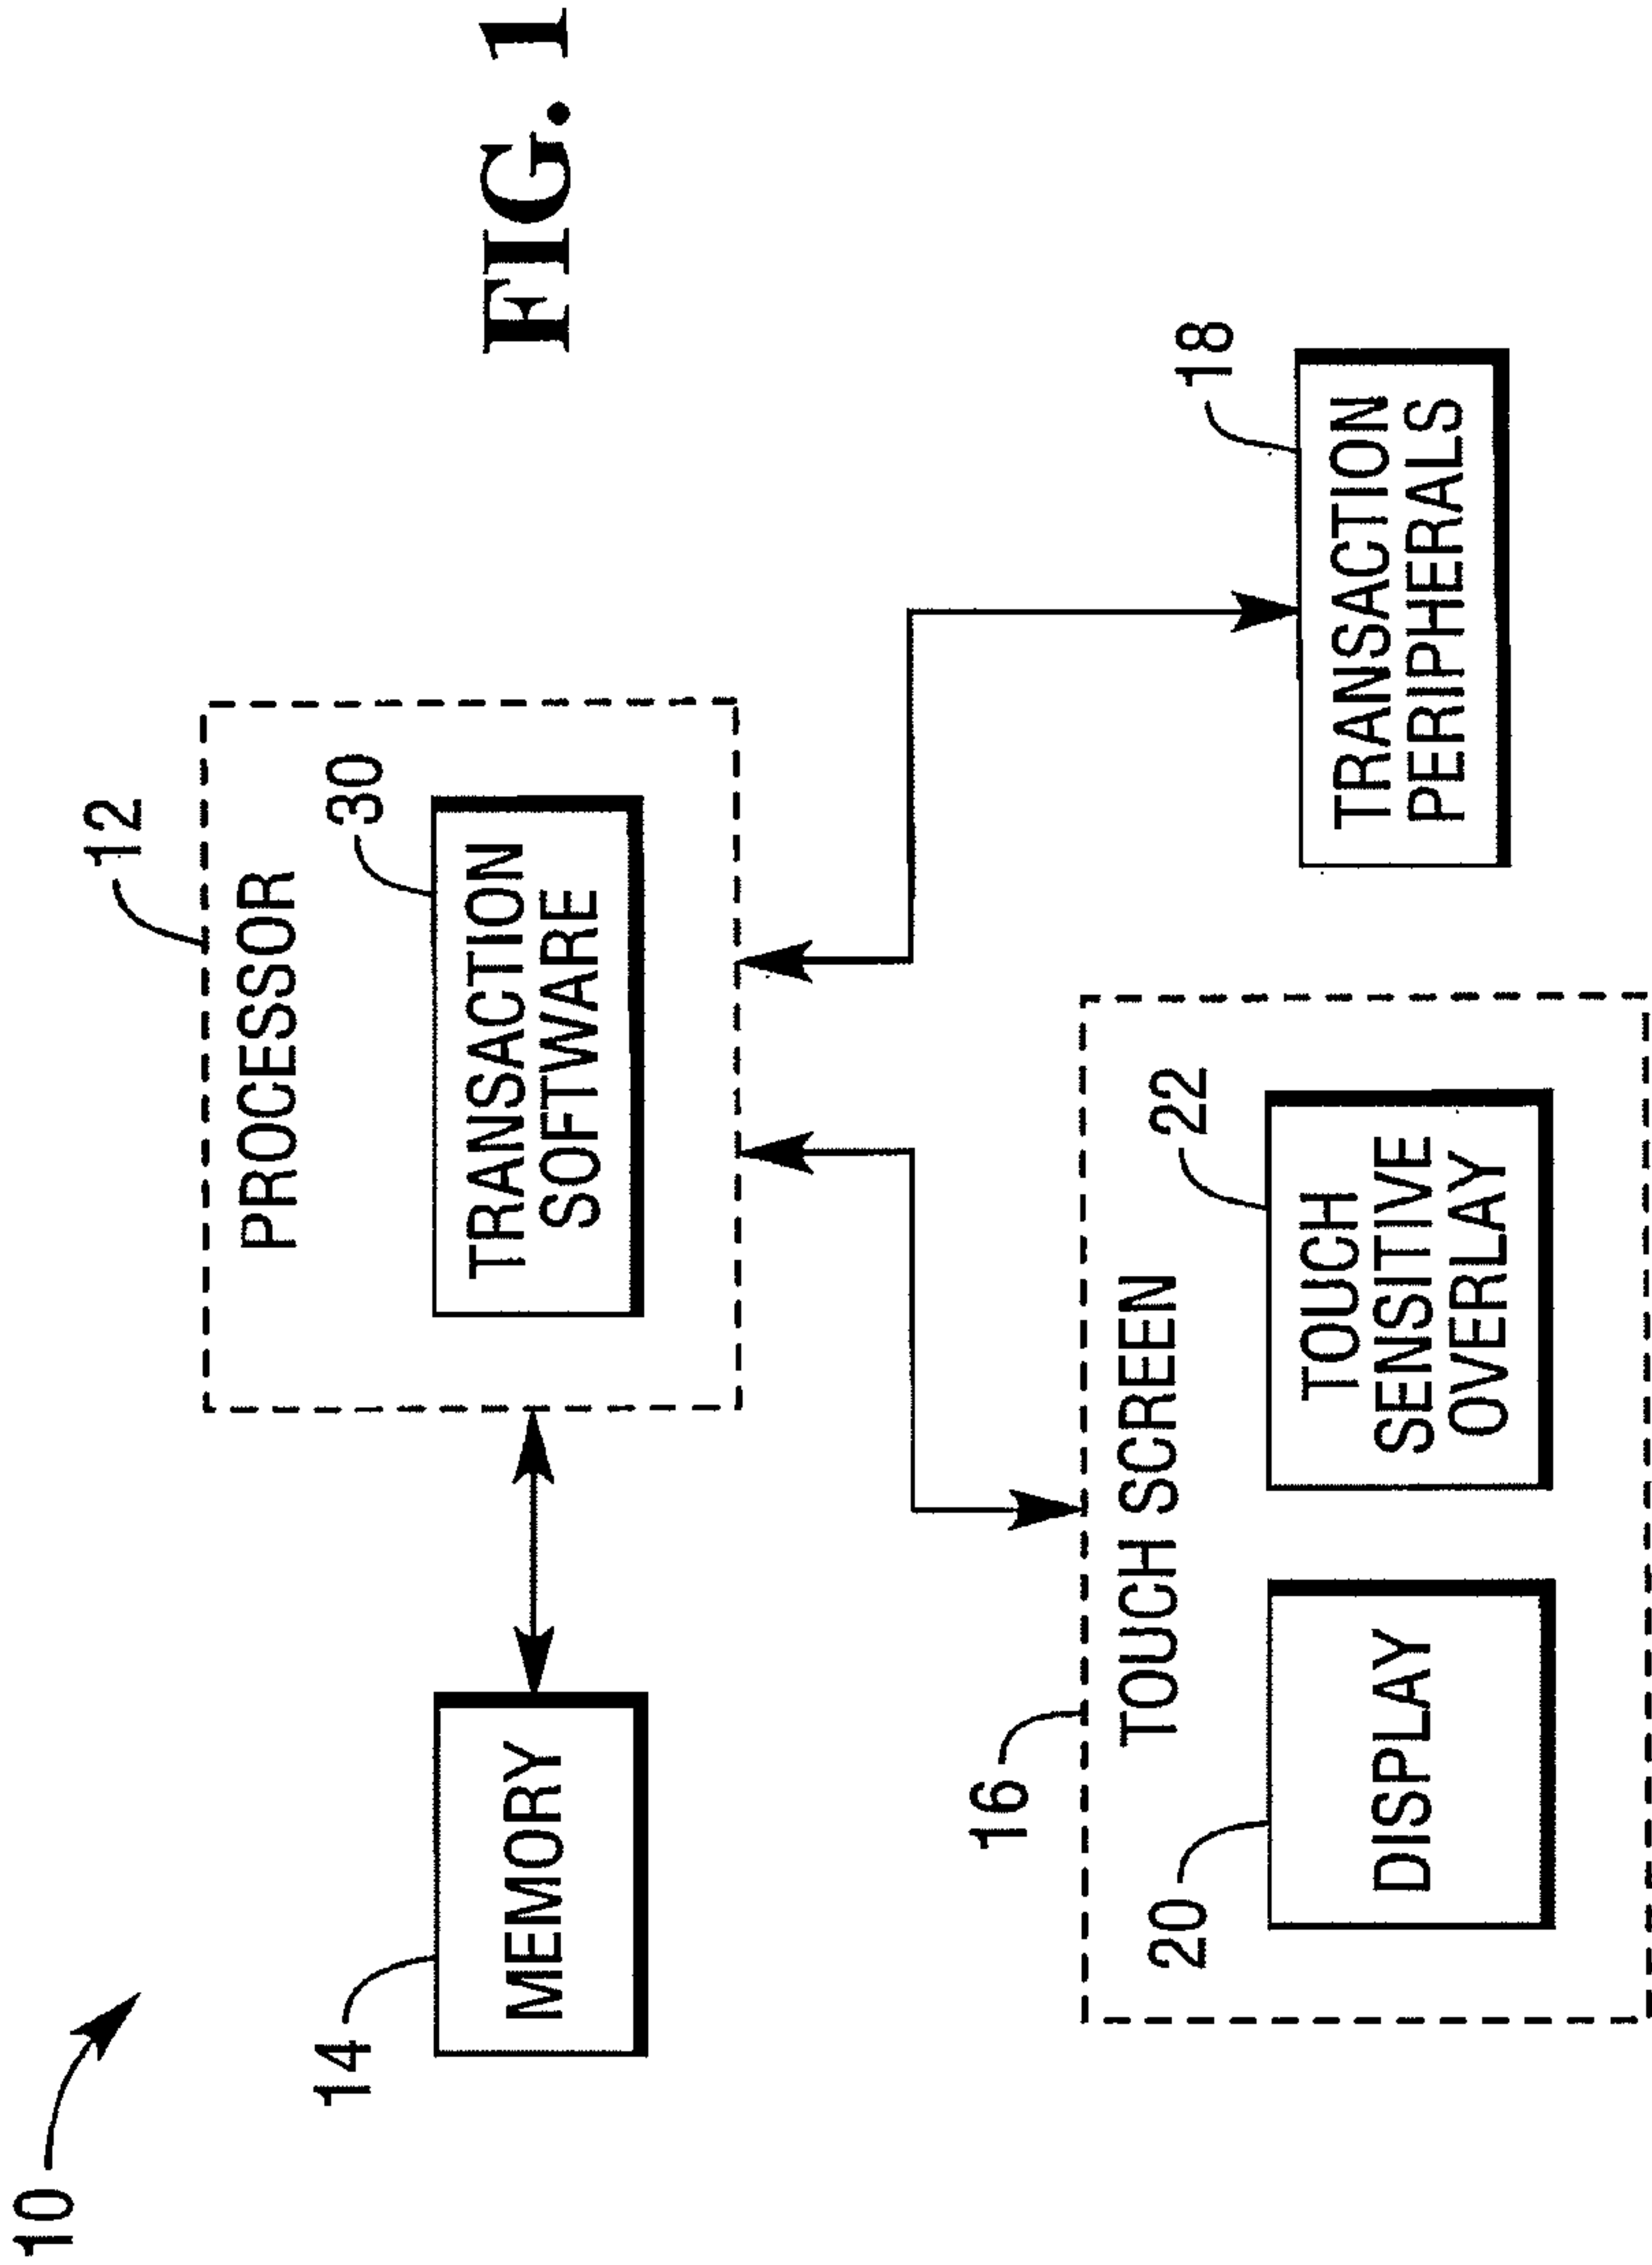 10
12
PROCESSOR
30
TRANSACTION
SOFTWARE
14
MEMORY
16
TOUCH SCREEN
20
DISPLAY
22
TOUCH
SENSITIVE
OVERLAY
18
TRANSACTION
PERIPHERALS
FIG. 1